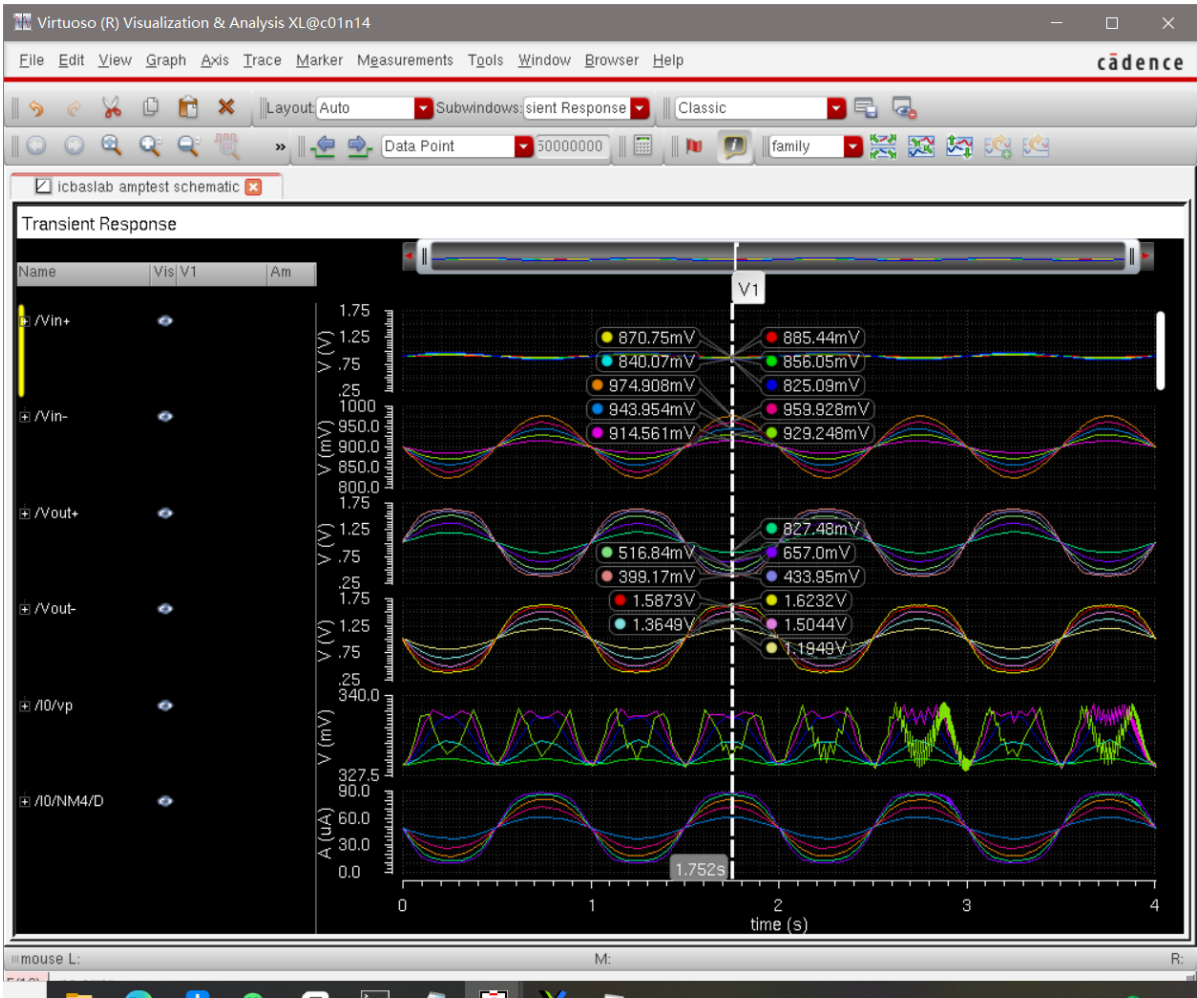 Virtuoso (R) Visualization & Analysis XL@c01n14
File Edit View Graph Axis Trace Marker Measurements Tools Window Browser Help
cādence
Layout: Auto Subwindows: sient Response Classic
» Data Point 50000000 family
icbaslab amptest schematic
Transient Response
Name Vis V1 Am
V1
/Vin+
V (V)
1.75
1.25
.75
.25
870.75mV 885.44mV
840.07mV 856.05mV
974.908mV 825.09mV
/Vin-
V (mV)
1000
950.0
900.0
850.0
800.0
943.954mV 959.928mV
914.561mV 929.248mV
/Vout+
V (V)
1.75
1.25
.75
.25
827.48mV
516.84mV 657.0mV
399.17mV 433.95mV
/Vout-
V (V)
1.75
1.25
.75
.25
1.5873V 1.6232V
1.3649V 1.5044V
1.1949V
/I0/vp
V (mV)
340.0
327.5
/I0/NM4/D
A (uA)
90.0
60.0
30.0
0.0
1.752s
0 1 2 3 4
time (s)
mouse L: M: R: